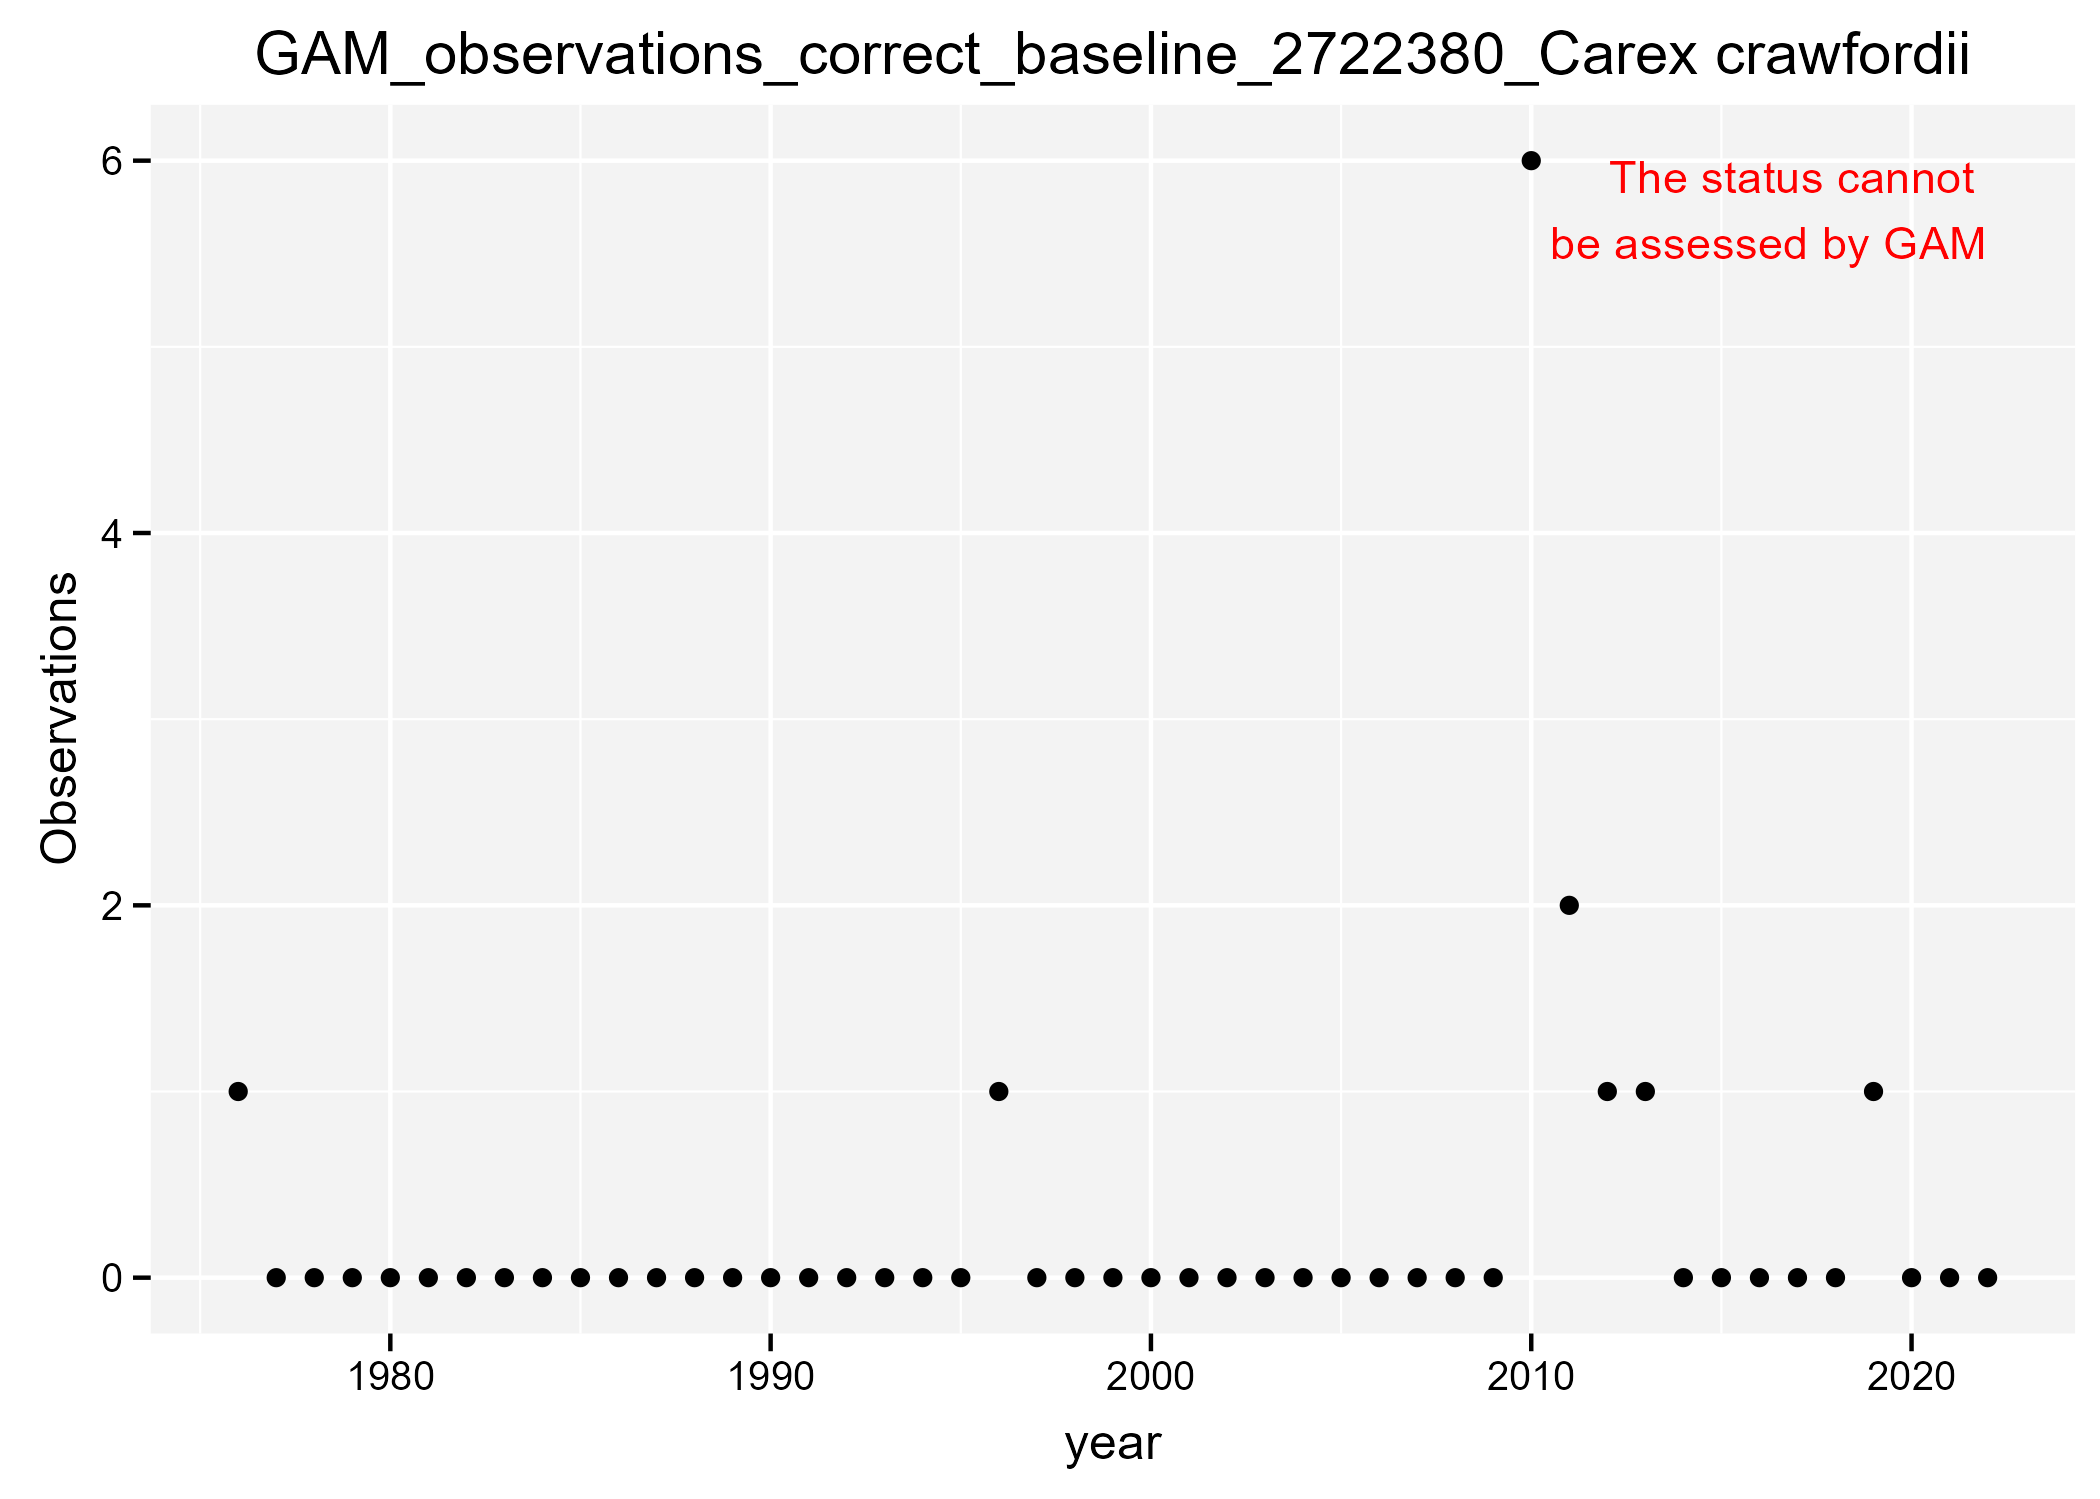 GAM_observations_correct_baseline_2722380_Carex crawfordii
The status cannot
be assessed by GAM
6
4
2
0
Observations
1980 1990 2000 2010 2020
year